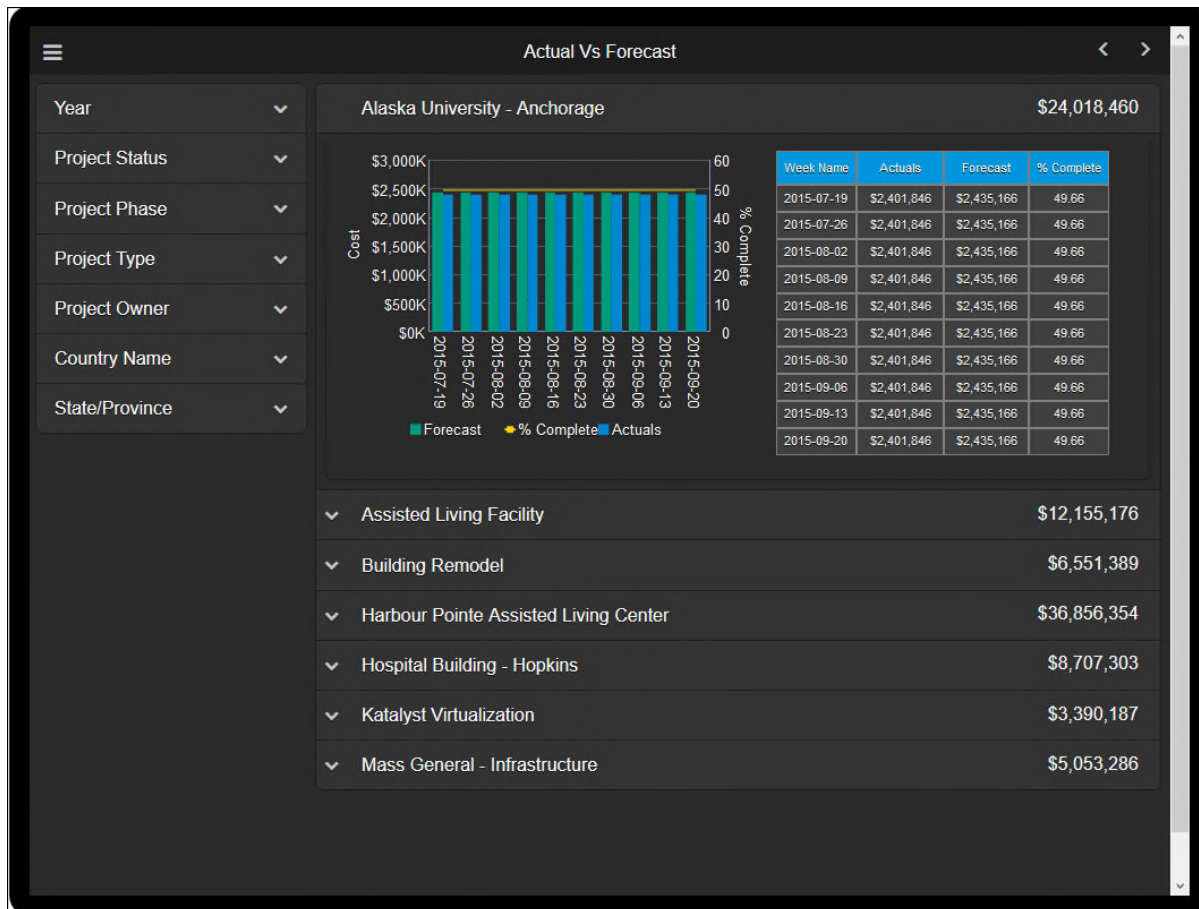 Actual Vs Forecast
Year
Project Status
Project Phase
Project Type
Project Owner
Country Name
State/Province
Alaska University - Anchorage $24,018,460
$3,000K
$2,500K
$2,000K
$1,500K
$1,000K
$500K
$0K
Cost
60
50
40
30
20
10
0
% Complete
2015-07-19
2015-07-26
2015-08-02
2015-08-09
2015-08-16
2015-08-23
2015-08-30
2015-09-06
2015-09-13
2015-09-20
Forecast % Complete Actuals
Week Name Actuals Forecast % Complete
2015-07-19 $2,401,846 $2,435,166 49.66
2015-07-26 $2,401,846 $2,435,166 49.66
2015-08-02 $2,401,846 $2,435,166 49.66
2015-08-09 $2,401,846 $2,435,166 49.66
2015-08-16 $2,401,846 $2,435,166 49.66
2015-08-23 $2,401,846 $2,435,166 49.66
2015-08-30 $2,401,846 $2,435,166 49.66
2015-09-06 $2,401,846 $2,435,166 49.66
2015-09-13 $2,401,846 $2,435,166 49.66
2015-09-20 $2,401,846 $2,435,166 49.66
Assisted Living Facility $12,155,176
Building Remodel $6,551,389
Harbour Pointe Assisted Living Center $36,856,354
Hospital Building - Hopkins $8,707,303
Katalyst Virtualization $3,390,187
Mass General - Infrastructure $5,053,286